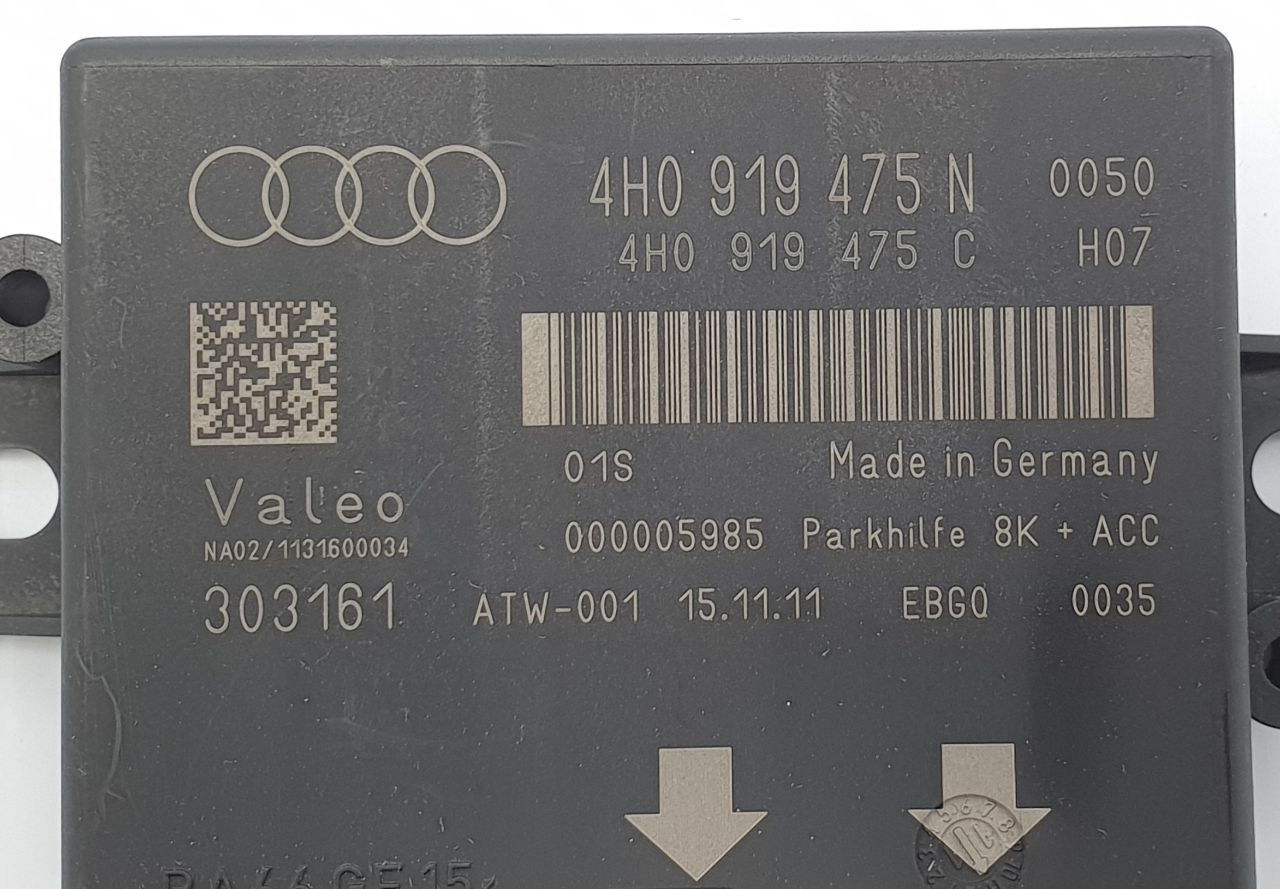 4H0 919 475 N 0050
4H0 919 475 C H07
01S Made in Germany
Valeo
000005985 Parkhilfe 8K + ACC
NA02/1131600034
303161 ATW-001 15.11.11 EBGQ 0035